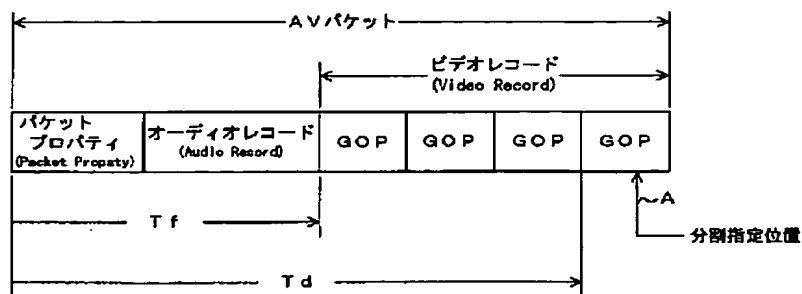 AVパケット
ビデオレコード
(Video Record)
パケット
プロパティ
(Packet Propaty)
オーディオレコード
(Audio Record)
GOP
GOP
GOP
GOP
A
Tf
分割指定位置
Td